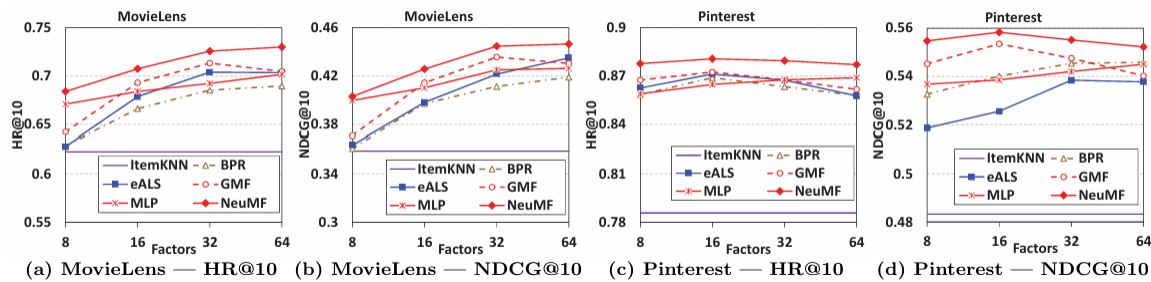 MovieLens
0.75
0.7
0.65
0.6
0.55
HR@10
ItemKNN
BPR
eALS
GMF
MLP
NeuMF
8
16
32
64
Factors
(a) MovieLens — HR@10
MovieLens
0.46
0.42
0.38
0.34
0.3
NDCG@10
ItemKNN
BPR
eALS
GMF
MLP
NeuMF
8
16
32
64
Factors
(b) MovieLens — NDCG@10
Pinterest
0.9
0.87
0.84
0.81
0.78
HR@10
ItemKNN
BPR
eALS
GMF
MLP
NeuMF
8
16
32
64
Factors
(c) Pinterest — HR@10
Pinterest
0.56
0.54
0.52
0.5
0.48
NDCG@10
ItemKNN
BPR
eALS
GMF
MLP
NeuMF
8
16
32
64
Factors
(d) Pinterest — NDCG@10